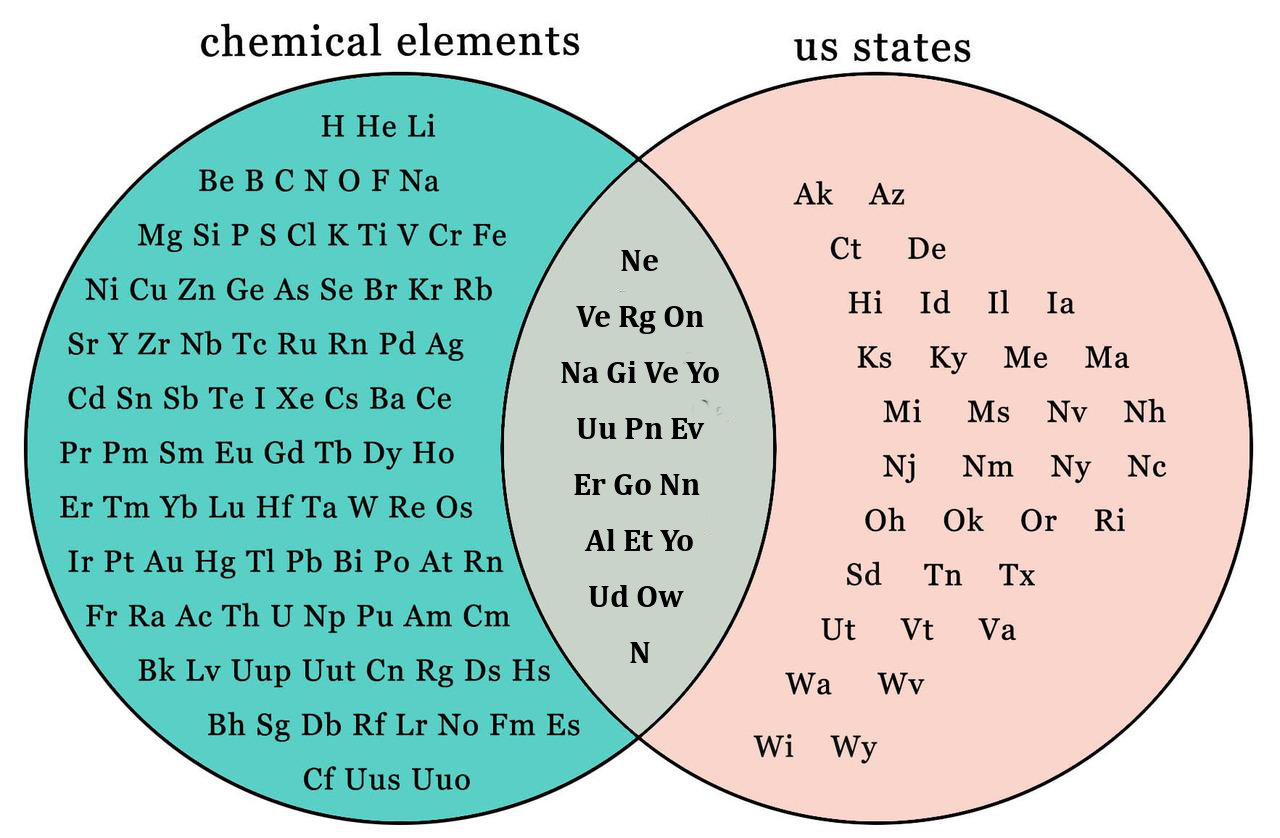 chemical elements
us states
H He Li
Be B C N O F Na
Mg Si P S Cl K Ti V Cr Fe
Ni Cu Zn Ge As Se Br Kr Rb
Sr Y Zr Nb Tc Ru Rn Pd Ag
Cd Sn Sb Te I Xe Cs Ba Ce
Pr Pm Sm Eu Gd Tb Dy Ho
Er Tm Yb Lu Hf Ta W Re Os
Ir Pt Au Hg Tl Pb Bi Po At Rn
Fr Ra Ac Th U Np Pu Am Cm
Bk Lv Uup Uut Cn Rg Ds Hs
Bh Sg Db Rf Lr No Fm Es
Cf Uus Uuo
Ne
Ve Rg On
Na Gi Ve Yo
Uu Pn Ev
Er Go Nn
Al Et Yo
Ud Ow
N
Ak Az
Ct De
Hi Id Il Ia
Ks Ky Me Ma
Mi Ms Nv Nh
Nj Nm Ny Nc
Oh Ok Or Ri
Sd Tn Tx
Ut Vt Va
Wa Wv
Wi Wy